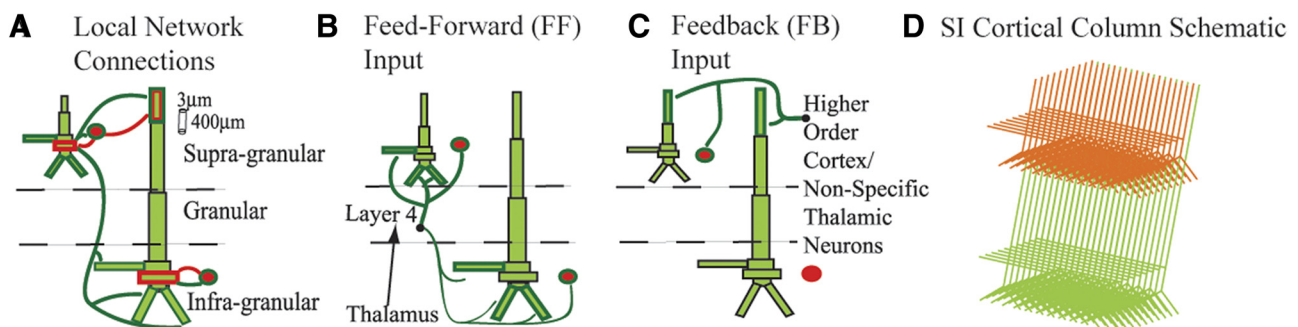 A Local Network
Connections
3μm
400μm
Supra-granular
Granular
Infra-granular
B Feed-Forward (FF)
Input
Layer 4
Thalamus
C Feedback (FB)
Input
Higher
Order
Cortex/
Non-Specific
Thalamic
Neurons
D SI Cortical Column Schematic